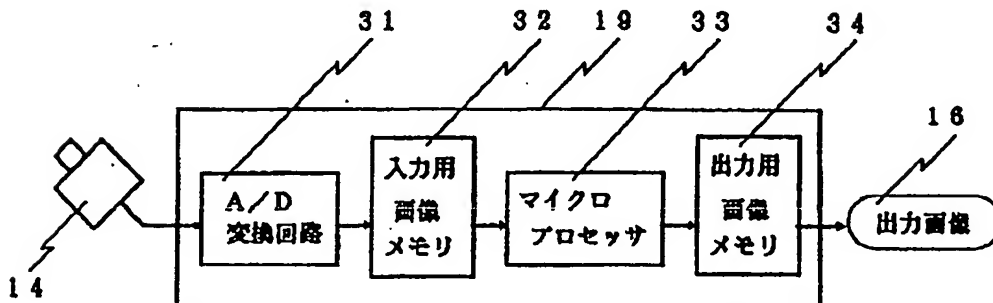 ３１
３２
１９
３３
３４
１６
１４
Ａ／Ｄ
変換回路
入力用
画像
メモリ
マイクロ
プロセッサ
出力用
画像
メモリ
出力画像